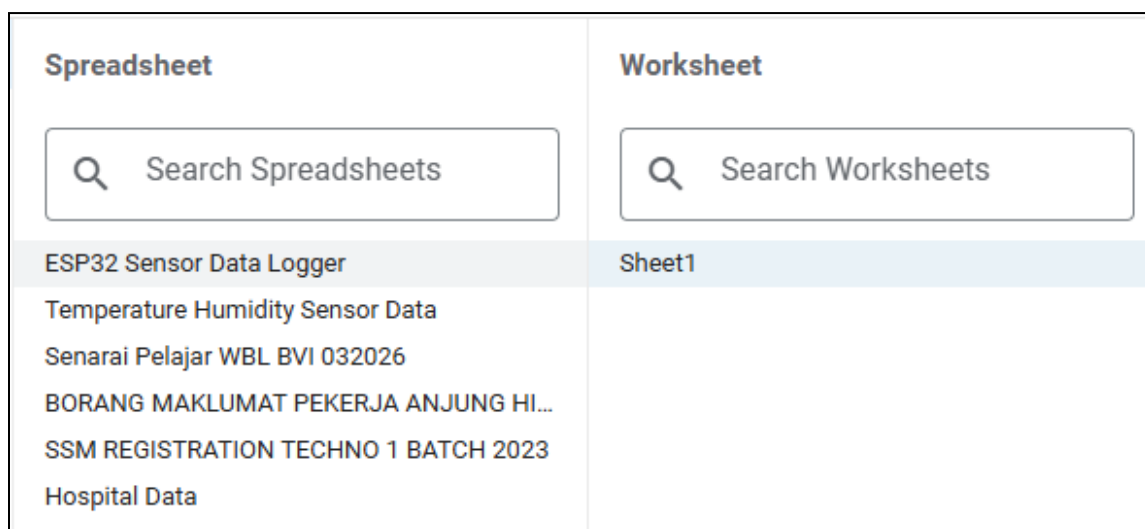 Spreadsheet
Search Spreadsheets
ESP32 Sensor Data Logger
Temperature Humidity Sensor Data
Senarai Pelajar WBL BVI 032026
BORANG MAKLUMAT PEKERJA ANJUNG HI...
SSM REGISTRATION TECHNO 1 BATCH 2023
Hospital Data
Worksheet
Search Worksheets
Sheet1